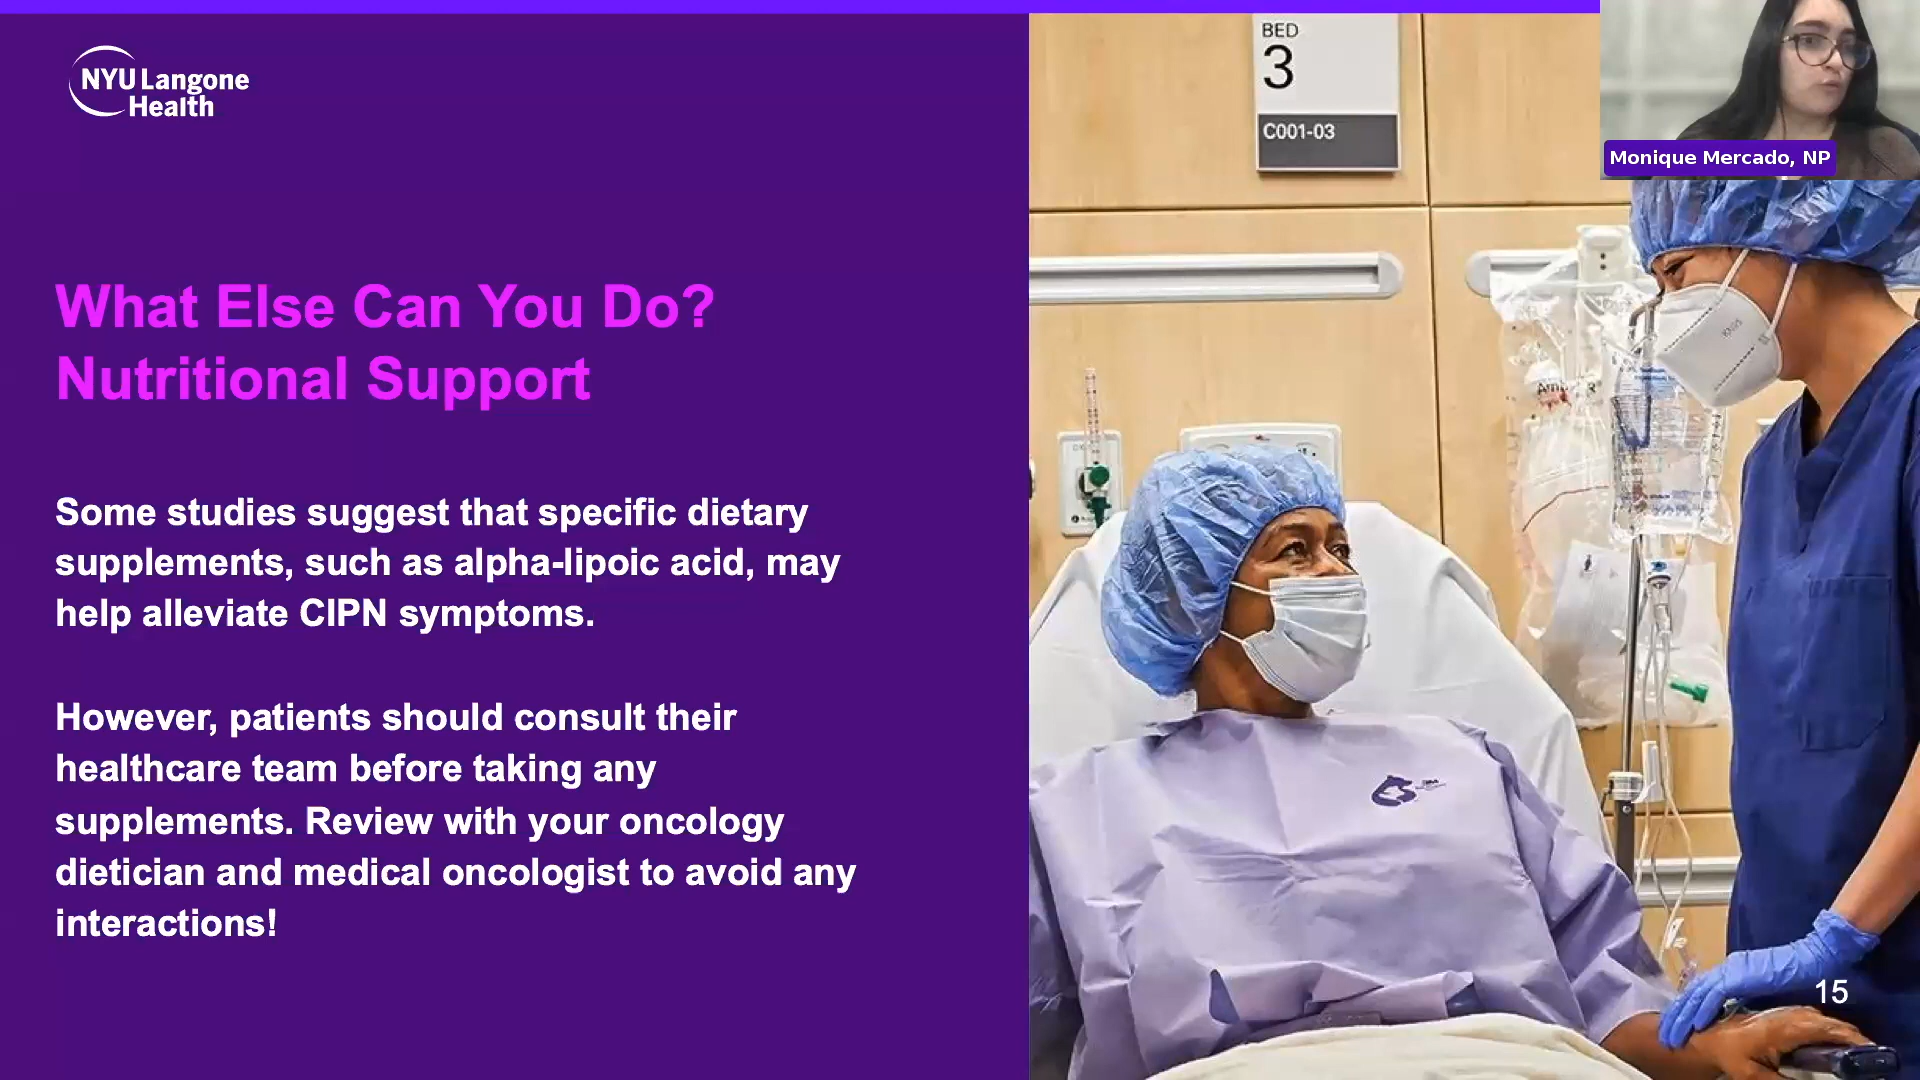 NYU Langone
Health
What Else Can You Do?
Nutritional Support
Some studies suggest that specific dietary
supplements, such as alpha-lipoic acid, may
help alleviate CIPN symptoms.
However, patients should consult their
healthcare team before taking any
supplements. Review with your oncology
dietician and medical oncologist to avoid any
interactions!
BED
3
C001-03
Monique Mercado, NP
KN95
15